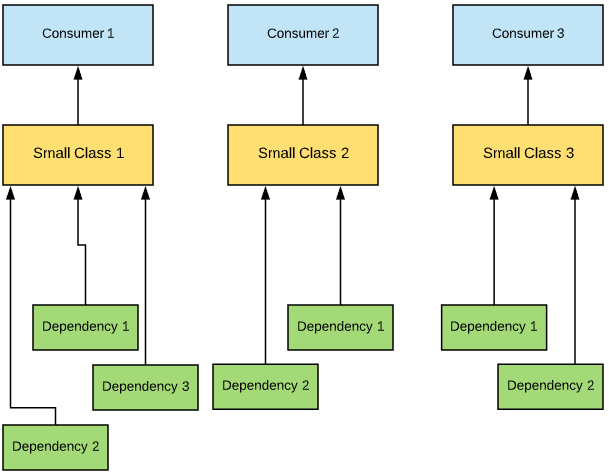 Consumer 1
Consumer 2
Consumer 3
Small Class 1
Small Class 2
Small Class 3
Dependency 1
Dependency 1
Dependency 1
Dependency 3
Dependency 2
Dependency 2
Dependency 2